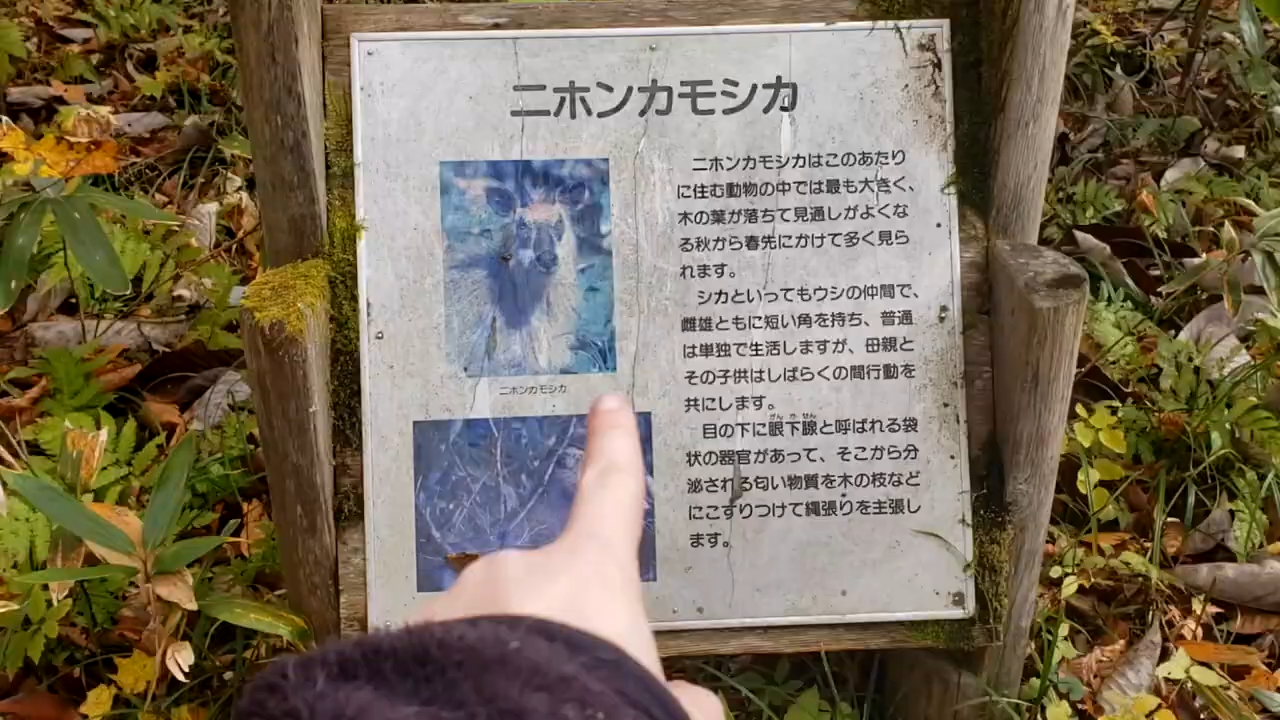 ニホンカモシカ
ニホンカモシカはこのあたり
に住む動物の中では最も大きく、
木の葉が落ちて見通しがよくな
る秋から春先にかけて多く見ら
れます。
シカといってもウシの仲間で、
雌雄ともに短い角を持ち、普通
は単独で生活しますが、母親と
その子供はしばらくの間行動を
共にします。
がん か せん
目の下に眼下腺と呼ばれる袋
状の器官があって、そこから分
泌される匂い物質を木の枝など
にこすりつけて縄張りを主張し
ます。
ニホンカモシカ